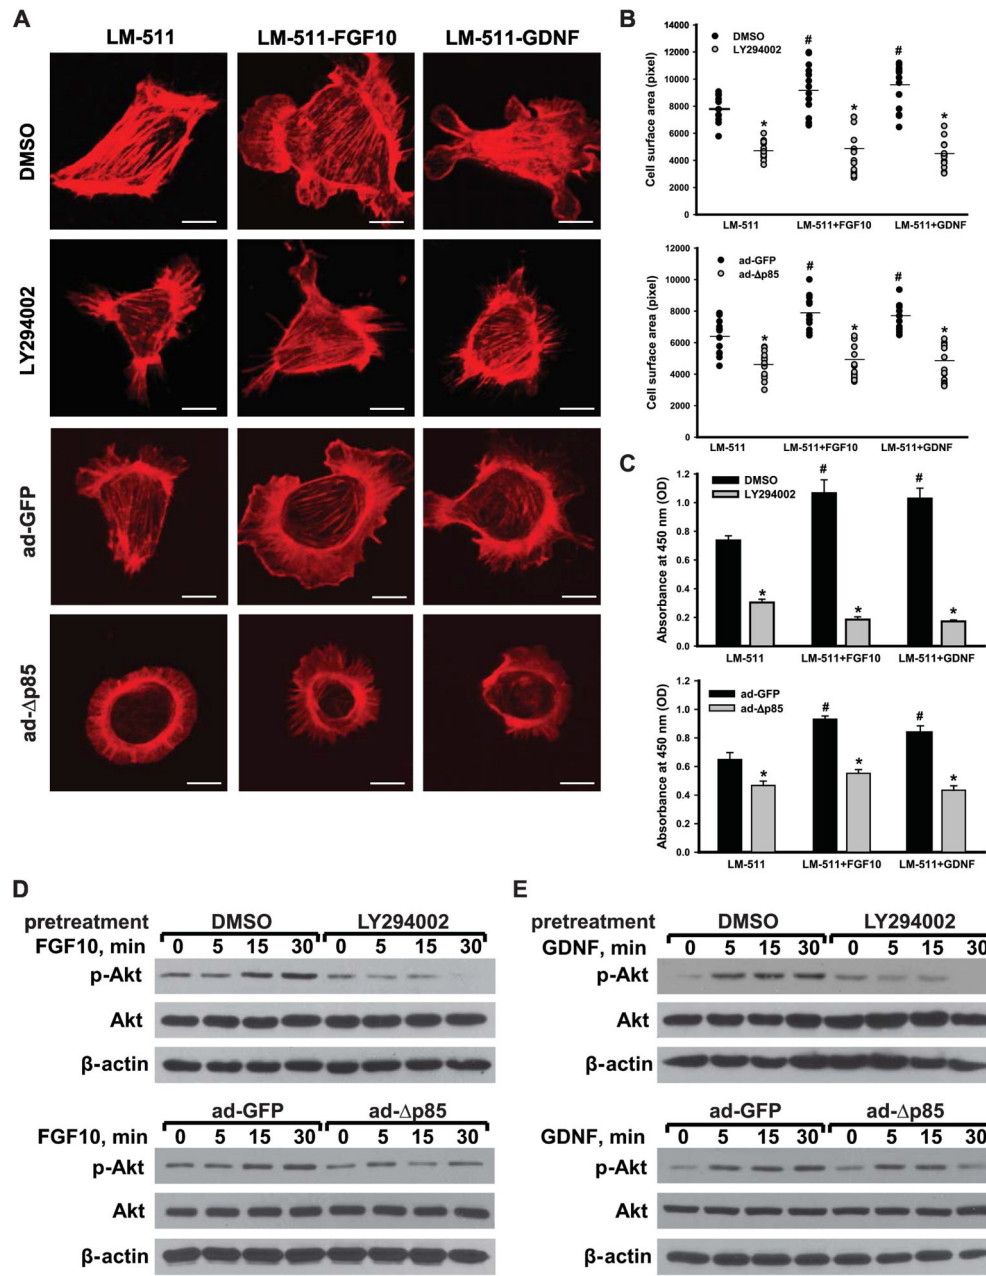 A
LM-511 LM-511-FGF10 LM-511-GDNF
DMSO
LY294002
ad-GFP
ad-Δp85
B
Cell surface area (pixel)
14000
12000
10000
8000
6000
4000
2000
0
DMSO
LY294002
#
#
*
*
*
LM-511 LM-511+FGF10 LM-511+GDNF
Cell surface area (pixel)
12000
10000
8000
6000
4000
2000
0
ad-GFP
ad-Δp85
#
#
*
*
*
LM-511 LM-511+FGF10 LM-511+GDNF
C
Absorbance at 450 nm (OD)
1.2
1.0
0.8
0.6
0.4
0.2
0.0
DMSO
LY294002
#
#
*
*
*
LM-511 LM-511+FGF10 LM-511+GDNF
Absorbance at 450 nm (OD)
1.2
1.0
0.8
0.6
0.4
0.2
0.0
ad-GFP
ad-Δp85
#
#
*
*
*
LM-511 LM-511+FGF10 LM-511+GDNF
D
pretreatment DMSO LY294002
FGF10, min 0 5 15 30 0 5 15 30
p-Akt
Akt
β-actin
ad-GFP ad-Δp85
FGF10, min 0 5 15 30 0 5 15 30
p-Akt
Akt
β-actin
E
pretreatment DMSO LY294002
GDNF, min 0 5 15 30 0 5 15 30
p-Akt
Akt
β-actin
ad-GFP ad-Δp85
GDNF, min 0 5 15 30 0 5 15 30
p-Akt
Akt
β-actin